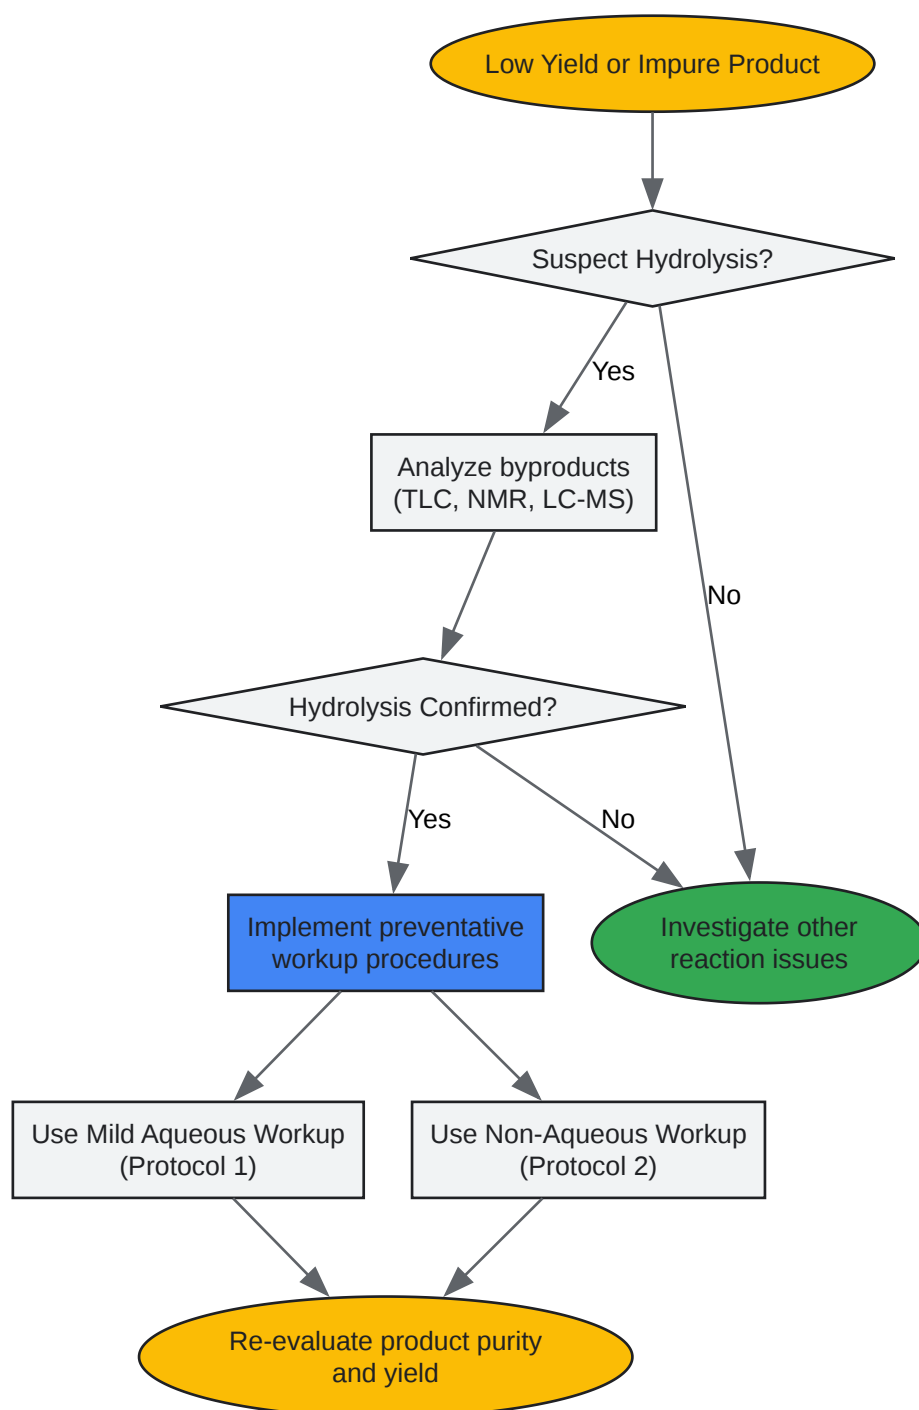 Low Yield or Impure Product
Suspect Hydrolysis?
Yes
Analyze byproducts
(TLC, NMR, LC-MS)
No
Hydrolysis Confirmed?
Yes
No
Implement preventative
workup procedures
Investigate other
reaction issues
Use Mild Aqueous Workup
(Protocol 1)
Use Non-Aqueous Workup
(Protocol 2)
Re-evaluate product purity
and yield